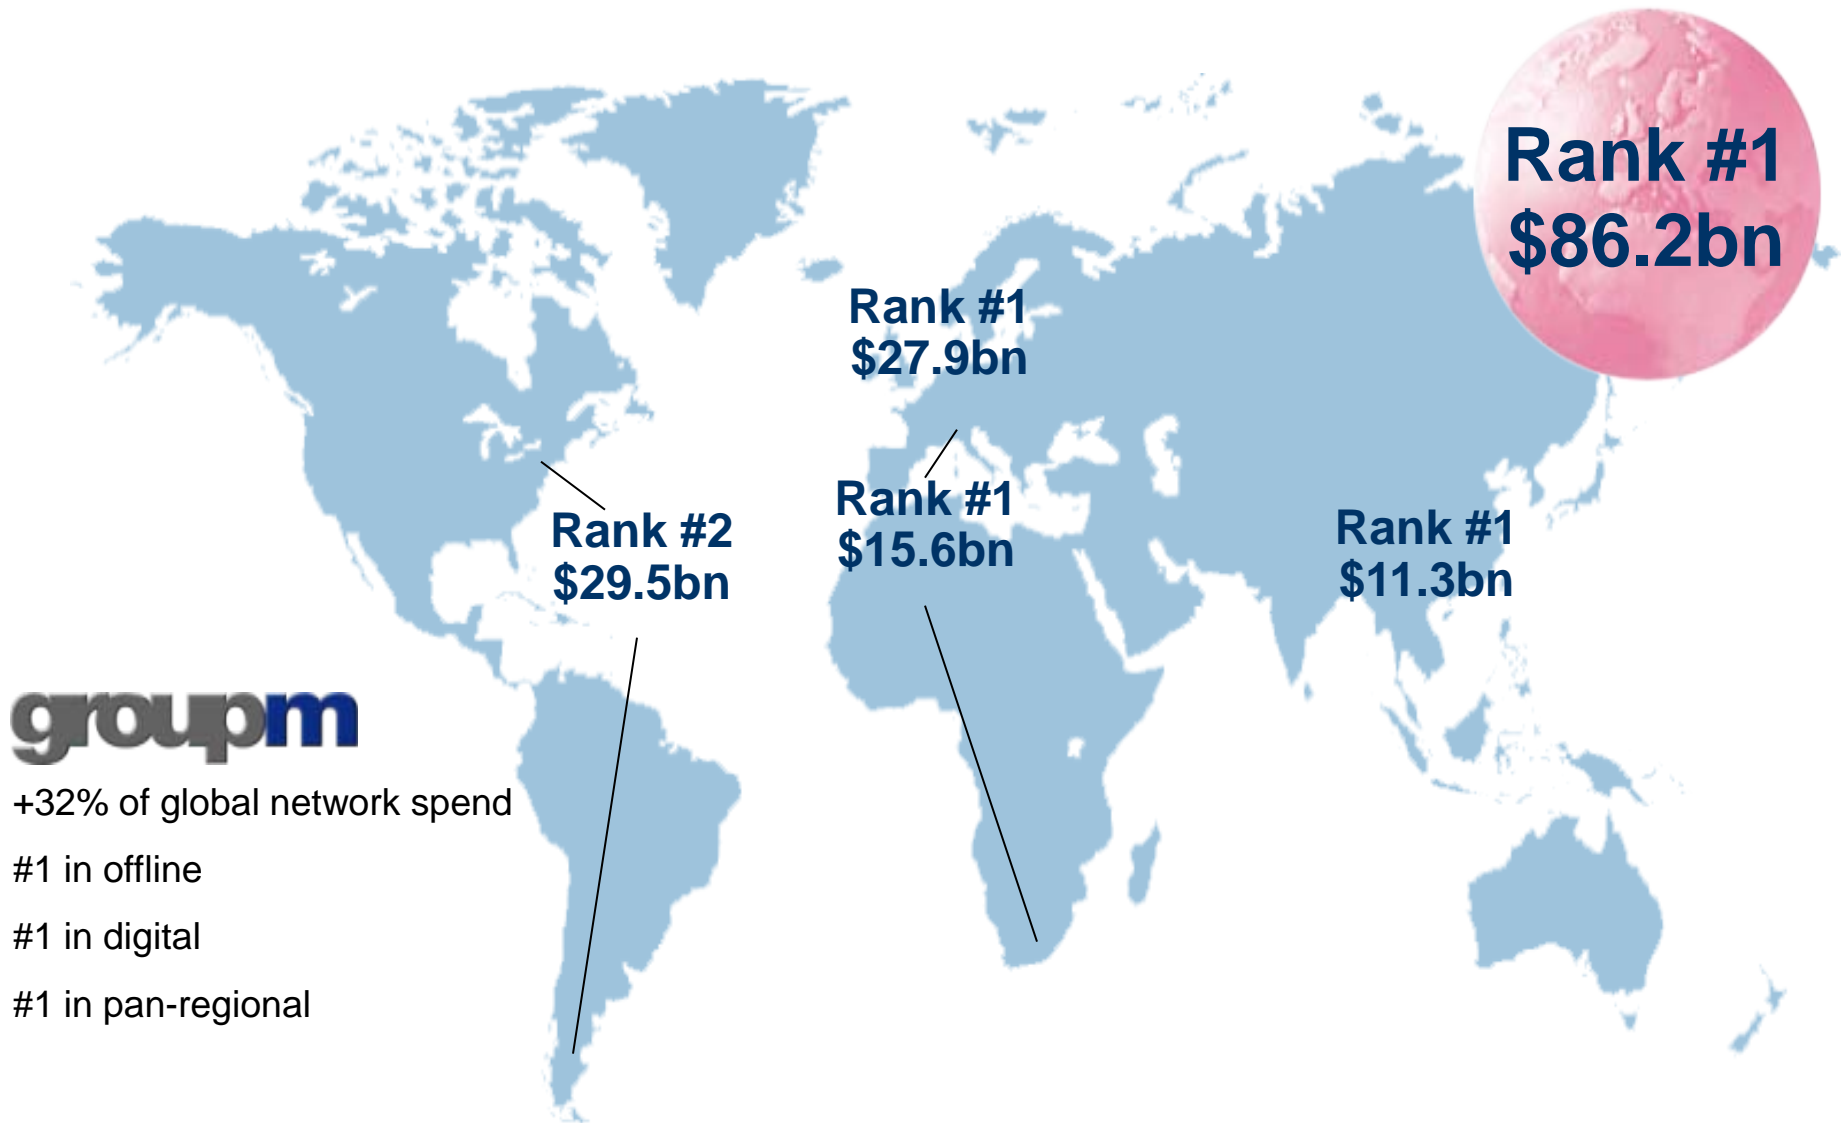 Rank #1
$86.2bn
Rank #1
$27.9bn
Rank #1
$15.6bn
Rank #2
$29.5bn
Rank #1
$11.3bn
groupm
+32% of global network spend
#1 in offline
#1 in digital
#1 in pan-regional